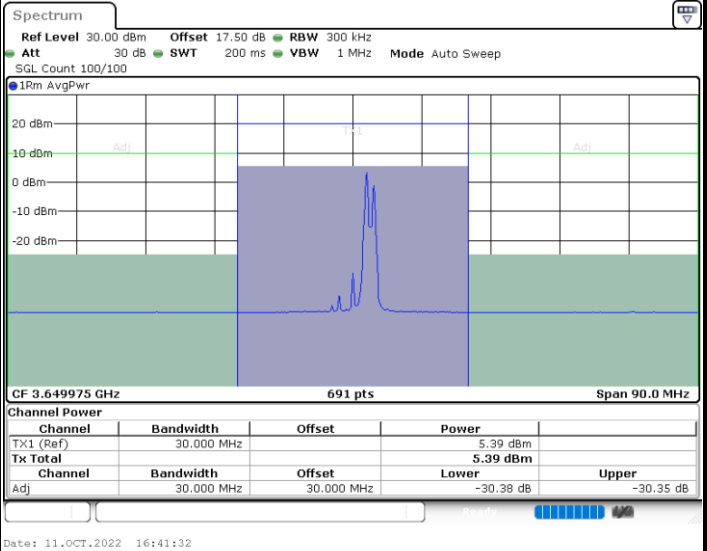 Spectrum
Ref Level 30.00 dBm Offset 17.50 dB RBW 300 kHz
Att 30 dB SWT 200 ms VBW 1 MHz Mode Auto Sweep
SGL Count 100/100
1Rm AvgPwr
20 dBm
TX1
Adj Adj
10 dBm
0 dBm
-10 dBm
-20 dBm
CF 3.649975 GHz 691 pts Span 90.0 MHz
Channel Power
Channel Bandwidth Offset Power
TX1 (Ref) 30.000 MHz 5.39 dBm
Tx Total 5.39 dBm
Channel Bandwidth Offset Lower Upper
Adj 30.000 MHz 30.000 MHz -30.38 dB -30.35 dB
Ready
Date: 11.OCT.2022 16:41:32